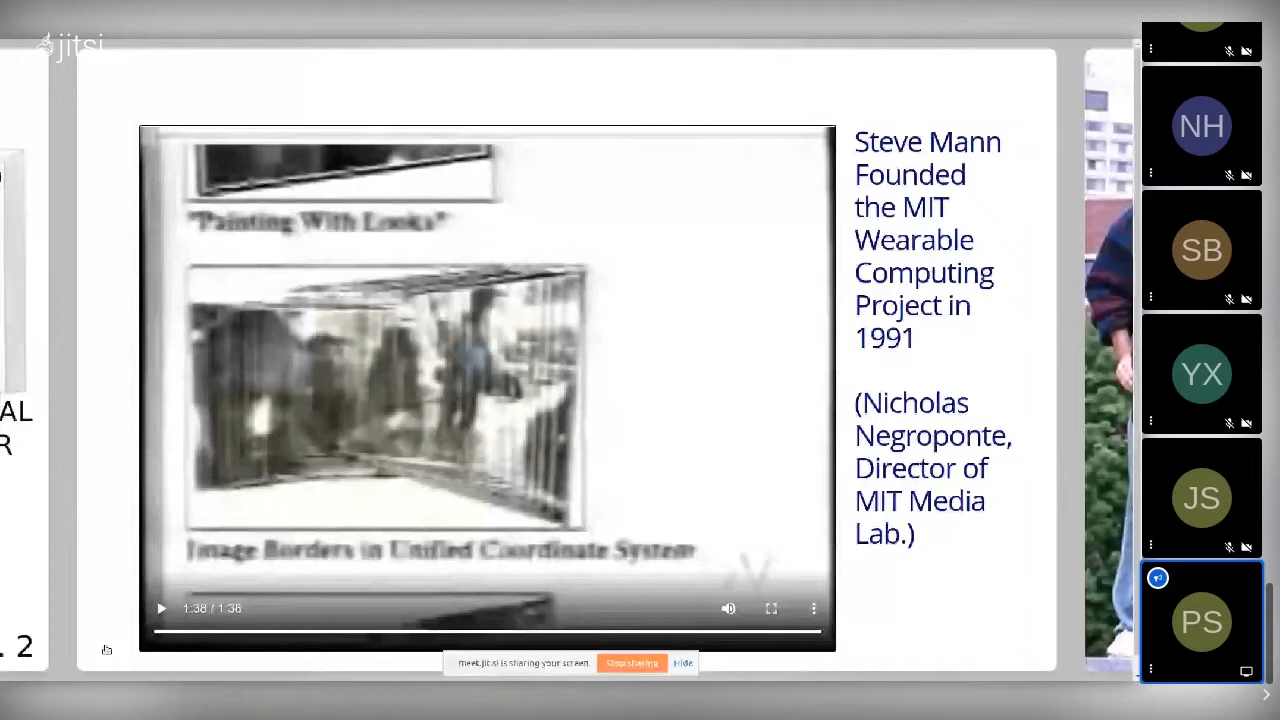 jitsi
AL
R
. 2
"Painting With Looks"
Image Borders in Unified Coordinate System
1:38 / 1:38
Steve Mann
Founded
the MIT
Wearable
Computing
Project in
1991
(Nicholas
Negroponte,
Director of
MIT Media
Lab.)
meet.jit.si is sharing your screen.
Stop sharing
Hide
NH
SB
YX
JS
PS